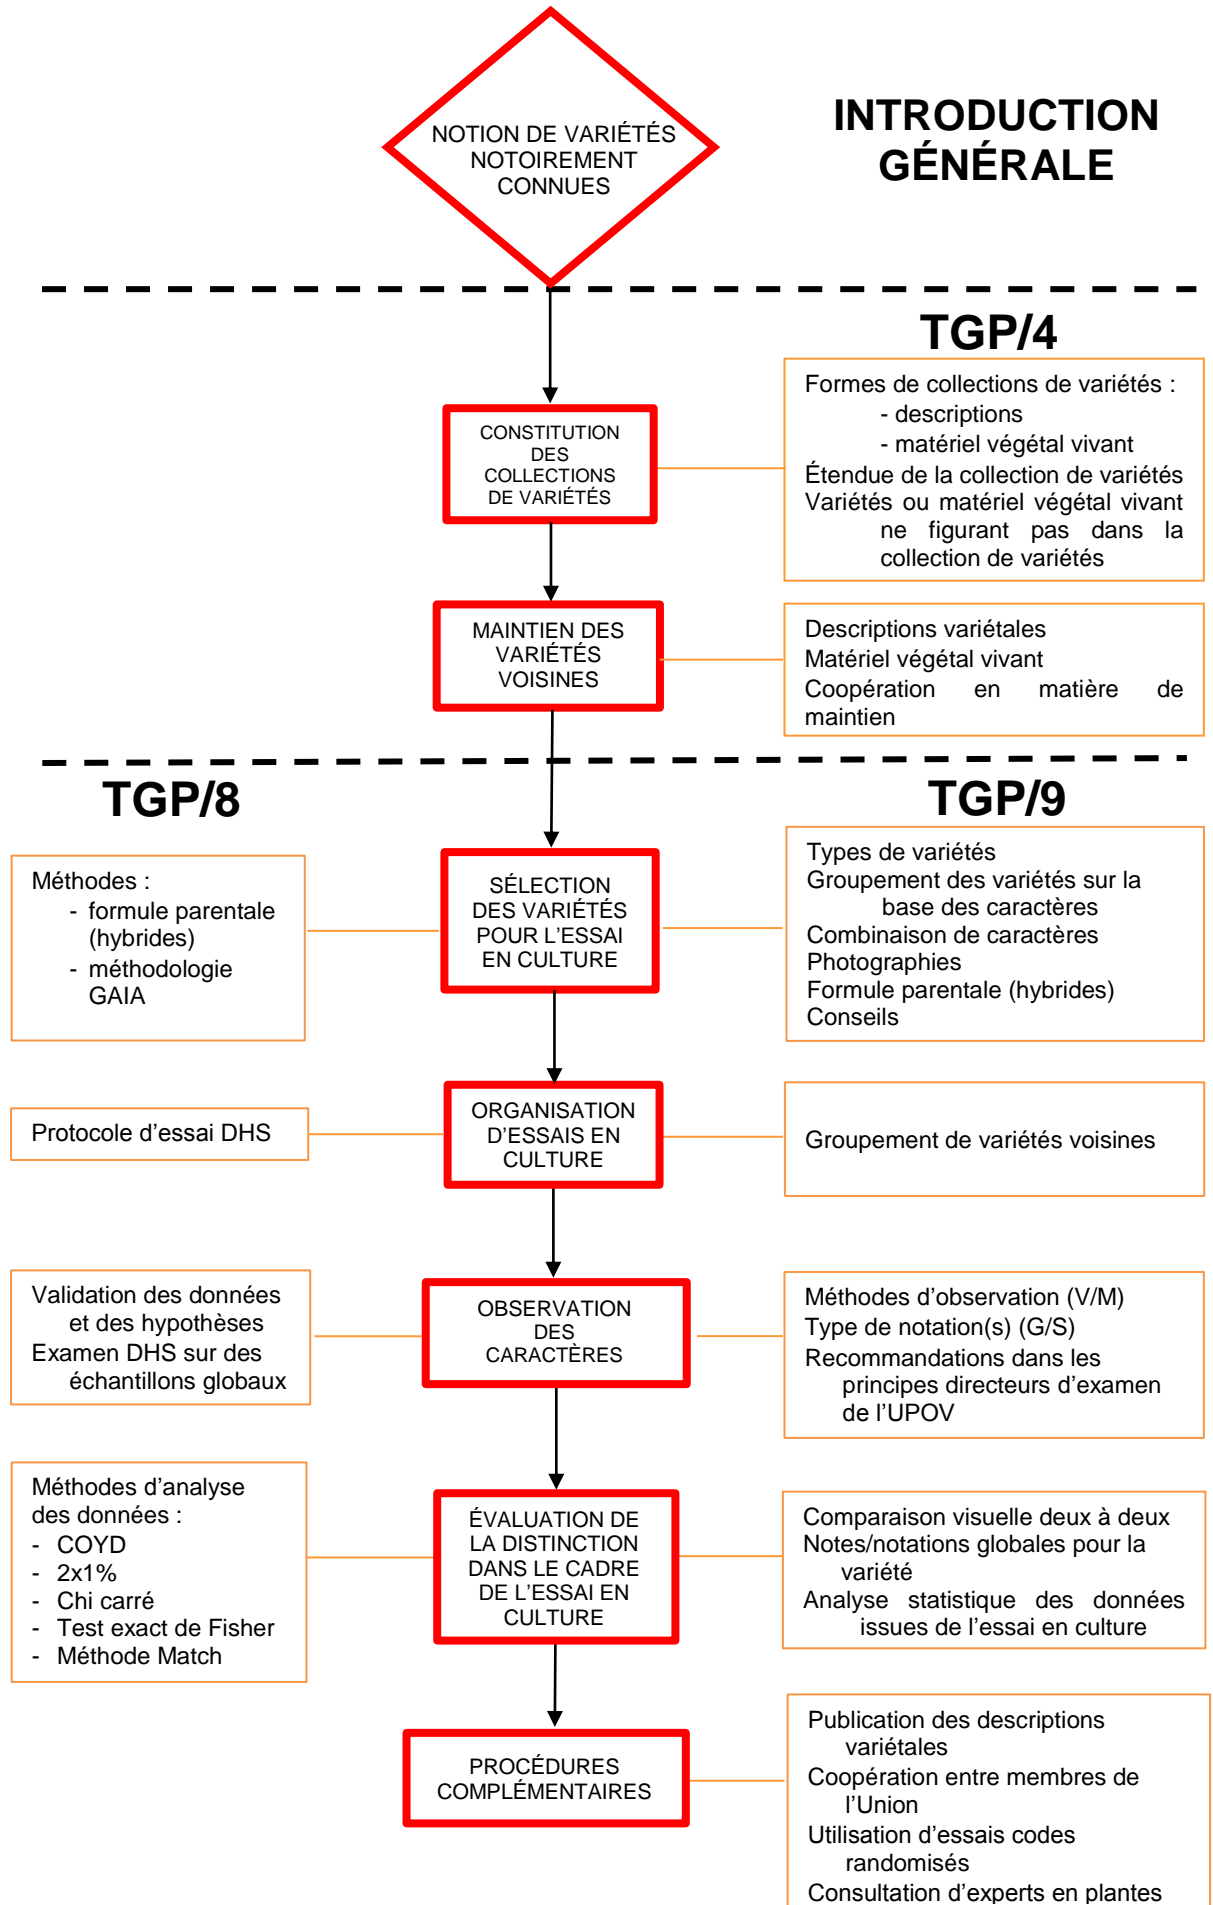 NOTION DE VARIÉTÉS
NOTOIREMENT
CONNUES
INTRODUCTION
GÉNÉRALE
TGP/4
CONSTITUTION
DES
COLLECTIONS
DE VARIÉTÉS
Formes de collections de variétés :
- descriptions
- matériel végétal vivant
Étendue de la collection de variétés
Variétés ou matériel végétal vivant
ne figurant pas dans la
collection de variétés
MAINTIEN DES
VARIÉTÉS
VOISINES
Descriptions variétales
Matériel végétal vivant
Coopération en matière de
maintien
TGP/8
TGP/9
Méthodes :
- formule parentale
(hybrides)
- méthodologie
GAIA
SÉLECTION
DES VARIÉTÉS
POUR L'ESSAI
EN CULTURE
Types de variétés
Groupement des variétés sur la
base des caractères
Combinaison de caractères
Photographies
Formule parentale (hybrides)
Conseils
Protocole d'essai DHS
ORGANISATION
D'ESSAIS EN
CULTURE
Groupement de variétés voisines
Validation des données
et des hypothèses
Examen DHS sur des
échantillons globaux
OBSERVATION
DES
CARACTÈRES
Méthodes d'observation (V/M)
Type de notation(s) (G/S)
Recommandations dans les
principes directeurs d'examen
de l'UPOV
Méthodes d'analyse
des données :
- COYD
- 2x1%
- Chi carré
- Test exact de Fisher
- Méthode Match
ÉVALUATION DE
LA DISTINCTION
DANS LE CADRE
DE L'ESSAI EN
CULTURE
Comparaison visuelle deux à deux
Notes/notations globales pour la
variété
Analyse statistique des données
issues de l'essai en culture
PROCÉDURES
COMPLÉMENTAIRES
Publication des descriptions
variétales
Coopération entre membres de
l'Union
Utilisation d'essais codes
randomisés
Consultation d'experts en plantes